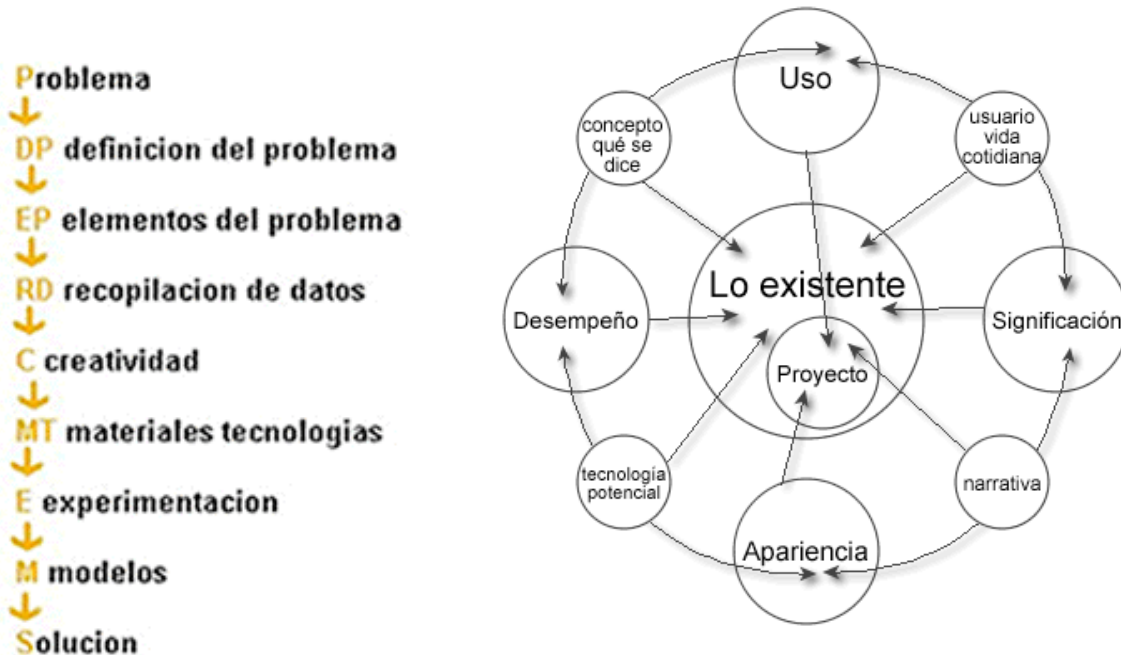 Problema
DP definicion del problema
EP elementos del problema
RD recopilacion de datos
C creatividad
MT materiales tecnologias
E experimentacion
M modelos
Solucion
Uso
concepto
qué se
dice
usuario
vida
cotidiana
Lo existente
Desempeño
Significación
Proyecto
tecnología
potencial
narrativa
Apariencia